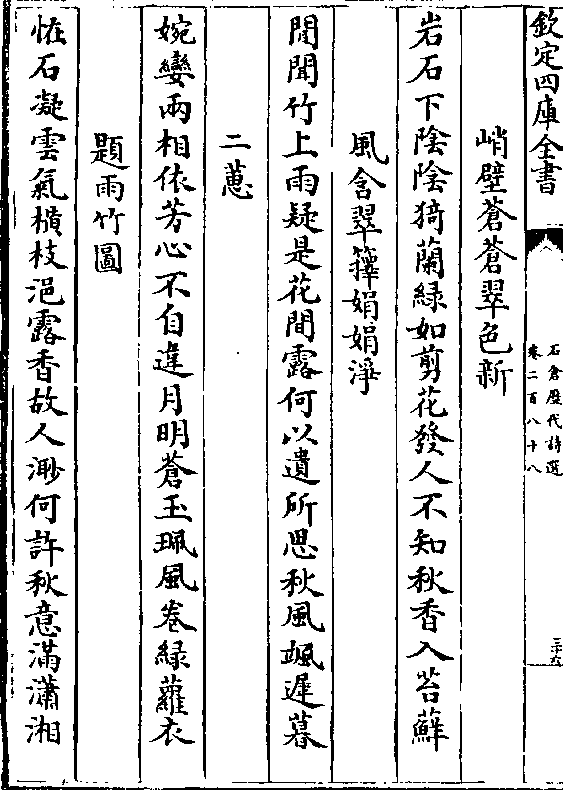 欽定四庫全書
石倉歷代詩選
卷二百八十八
三十六
峭壁蒼蒼翠色新
岩石下陰陰猗蘭緑如剪花發人不知秋香入苔蘚
風含翠篠娟娟淨
閒聞竹上雨疑是花間露何以遺所思秋風颯遲暮
二蕙
婉孌兩相依芳心不自違月明蒼玉珮風卷緑蘿衣
題雨竹圖
恠石凝雲氣横枝浥露香故人渺何許秋意滿瀟湘